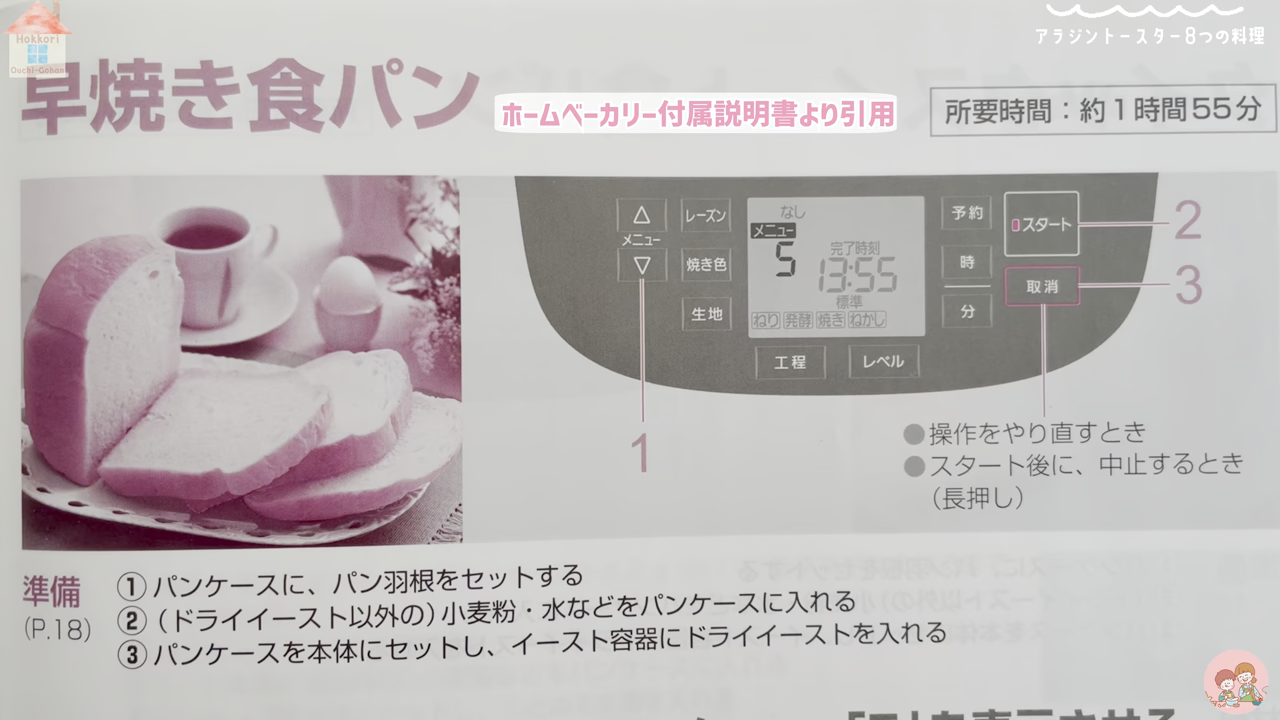 Hokkori
Ouchi-Gohan
アラジントースター8つの料理
早焼き食パン
ホームベーカリー付属説明書より引用
所要時間：約1時間55分
△
メニュー
▽
レーズン
焼き色
生地
なし
メニュー
5
完了時刻
13:55
標準
ねり 発酵 焼き ねかし
工程
レベル
予約
時
分
スタート
取消
1
2
3
●操作をやり直すとき
●スタート後に、中止するとき
（長押し）
準備
(P.18)
① パンケースに、パン羽根をセットする
② (ドライイースト以外の) 小麦粉・水などをパンケースに入れる
③ パンケースを本体にセットし、イースト容器にドライイーストを入れる